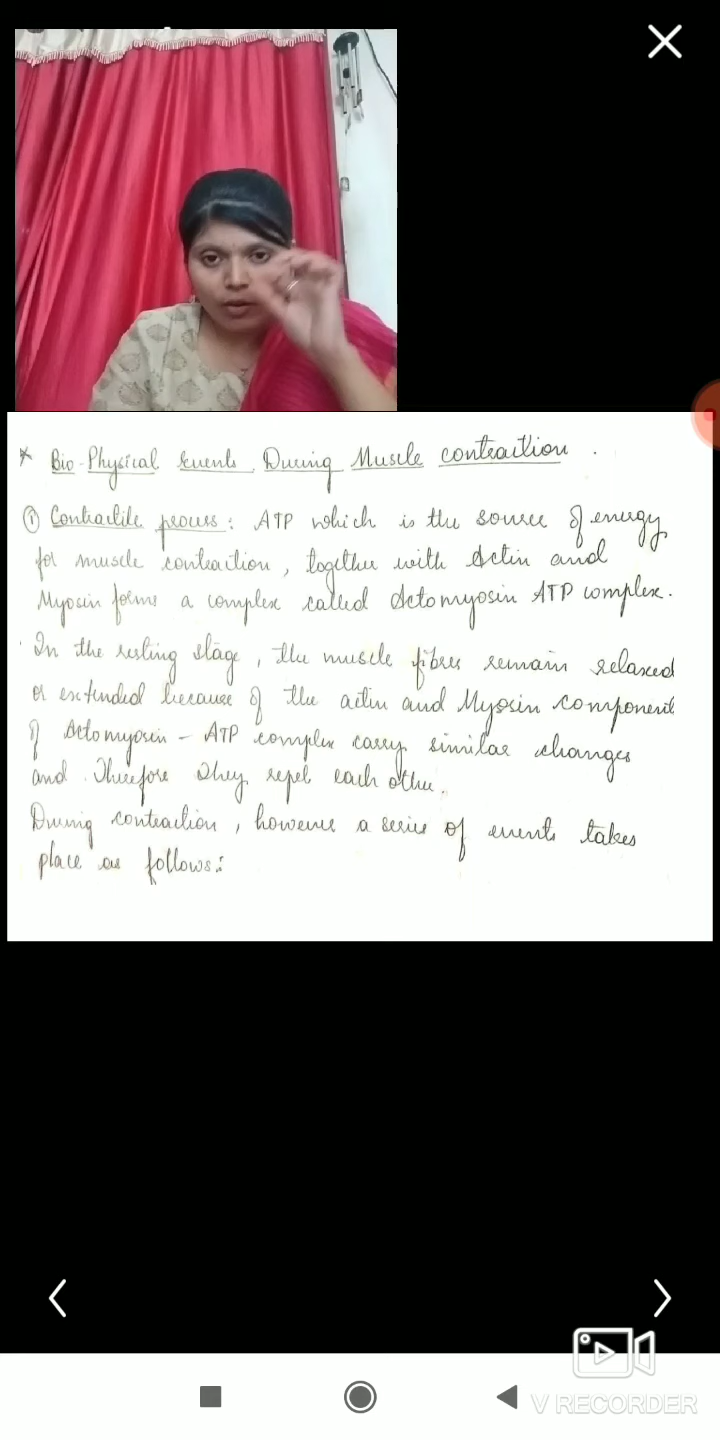 * Bio-Physical Events During Muscle contraction.
① Contractile process: ATP which is the source of energy
for muscle contraction, together with Actin and
Myosin forms a complex called Actomyosin ATP complex.
In the resting stage, the muscle fibres remain relaxed
or extended because of the actin and Myosin component
of Actomyosin - ATP complex carry similar changes
and Therefore They repel each other.
During contraction, however a series of events takes
place as follows:
V RECORDER